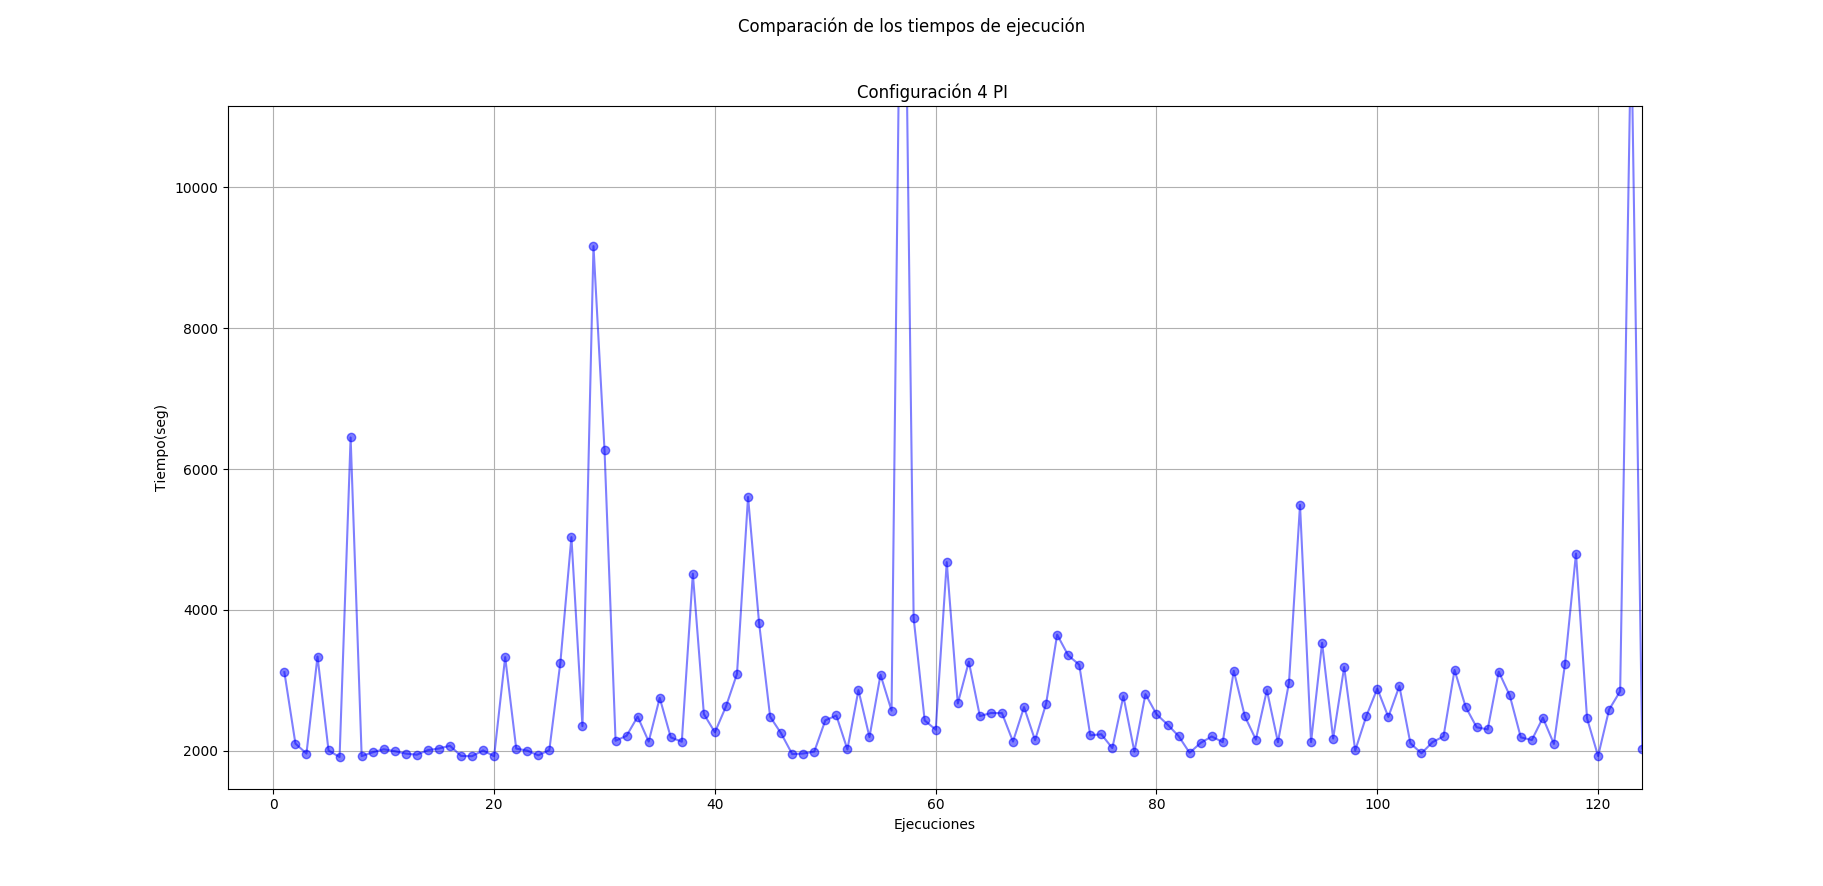 Comparación de los tiempos de ejecución
Configuración 4 PI
10000
8000
6000
4000
2000
Tiempo(seg)
0 20 40 60 80 100 120
Ejecuciones